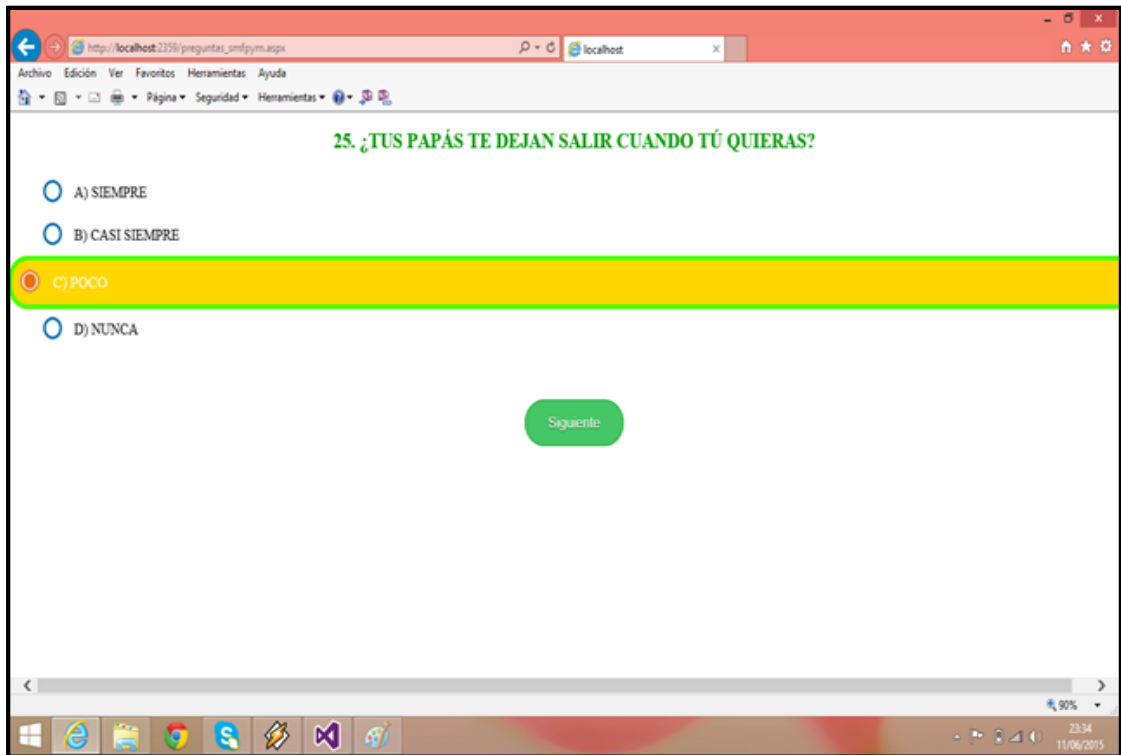 http://localhost:2359/preguntas_smfpym.aspx
localhost
Archivo Edición Ver Favoritos Herramientas Ayuda
Página Seguridad Herramientas
25. ¿TUS PAPÁS TE DEJAN SALIR CUANDO TÚ QUIERAS?
A) SIEMPRE
B) CASI SIEMPRE
C) POCO
D) NUNCA
Siguiente
90%
23:34
11/06/2015